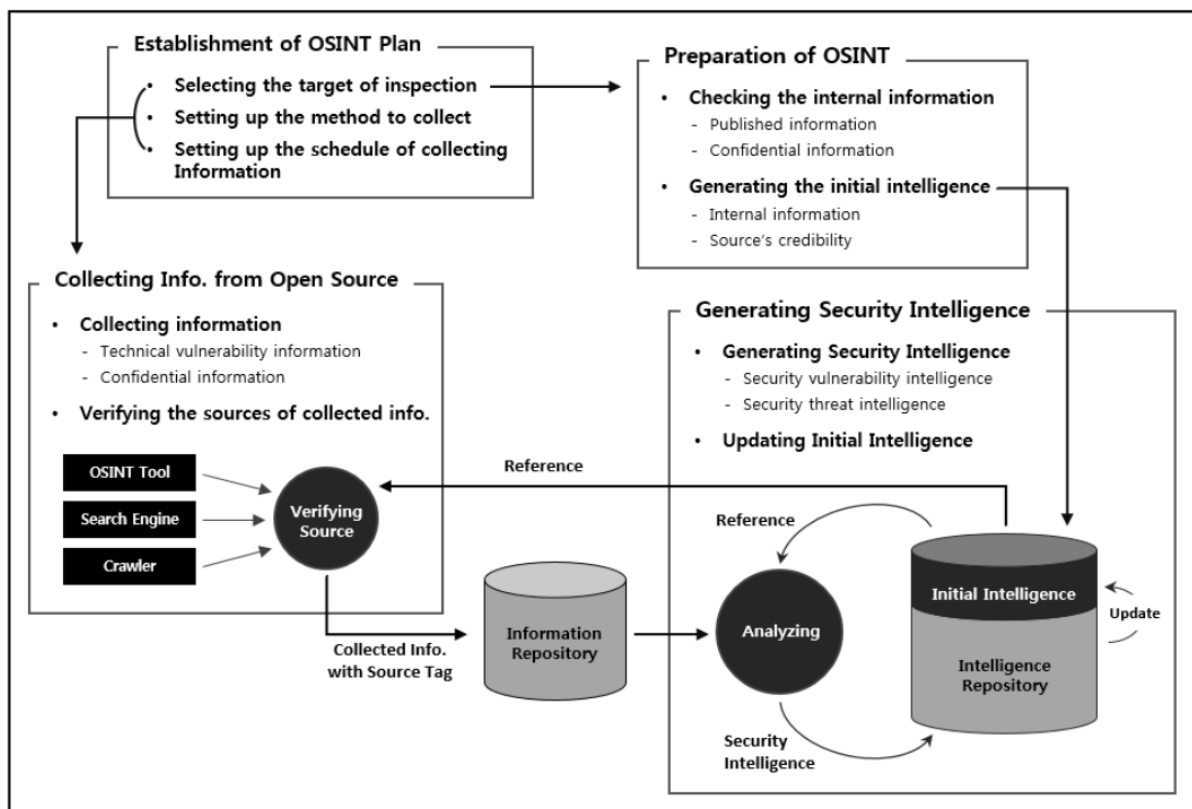 Establishment of OSINT Plan
• Selecting the target of inspection
• Setting up the method to collect
• Setting up the schedule of collecting
Information
Preparation of OSINT
• Checking the internal information
- Published information
- Confidential information
• Generating the initial intelligence
- Internal information
- Source's credibility
Collecting Info. from Open Source
• Collecting information
- Technical vulnerability information
- Confidential information
• Verifying the sources of collected info.
OSINT Tool
Search Engine
Crawler
Verifying
Source
Collected Info.
with Source Tag
Information
Repository
Generating Security Intelligence
• Generating Security Intelligence
- Security vulnerability intelligence
- Security threat intelligence
• Updating Initial Intelligence
Reference
Reference
Analyzing
Initial Intelligence
Update
Intelligence
Repository
Security
Intelligence